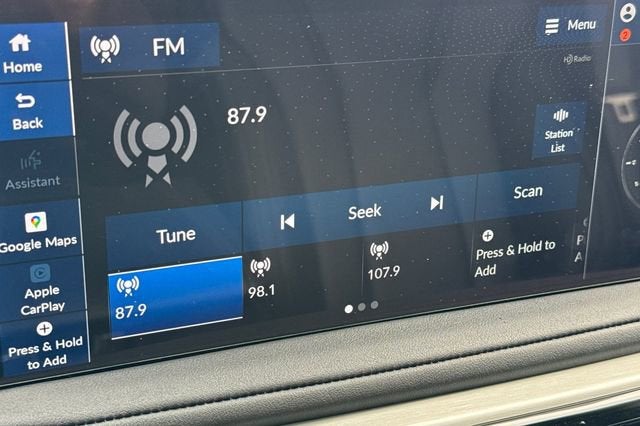 Home
FM
Menu
2
HD Radio
Back
87.9
Station
List
Assistant
Tune
Seek
Scan
Google Maps
Apple
CarPlay
87.9
98.1
107.9
Press & Hold to
Add
P
A
Press & Hold
to Add